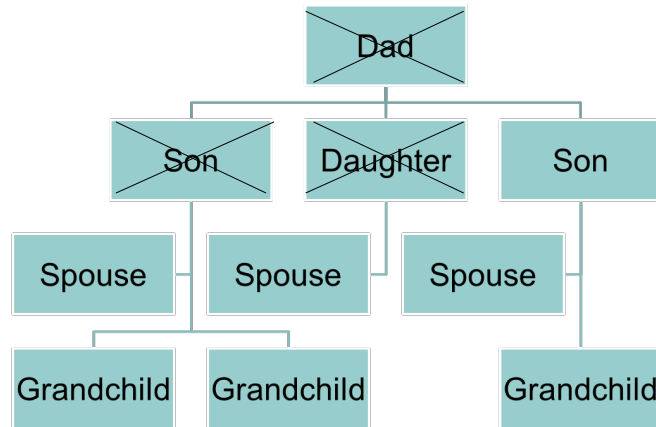 Dad
Son
Daughter
Son
Spouse
Spouse
Spouse
Grandchild
Grandchild
Grandchild